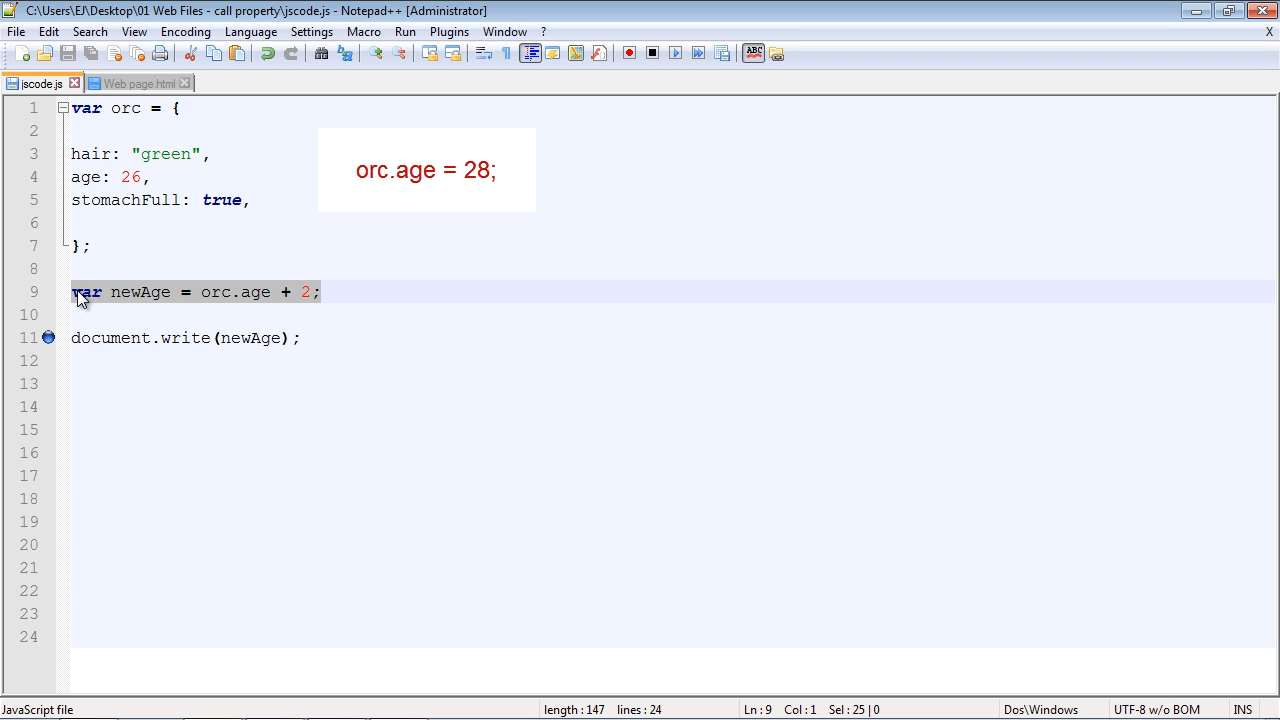 C:\Users\EJ\Desktop\01 Web Files - call property\jscode.js - Notepad++ [Administrator]
File Edit Search View Encoding Language Settings Macro Run Plugins Window ? X
ABC
jscode.js Web page.html
1 var orc = {
2
3 hair: "green",
4 age: 26,
orc.age = 28;
5 stomachFull: true,
6
7 };
8
9 var newAge = orc.age + 2;
10
11 document.write(newAge);
12
13
14
15
16
17
18
19
20
21
22
23
24
JavaScript file length : 147 lines : 24 Ln : 9 Col : 1 Sel : 25 | 0 Dos\Windows UTF-8 w/o BOM INS